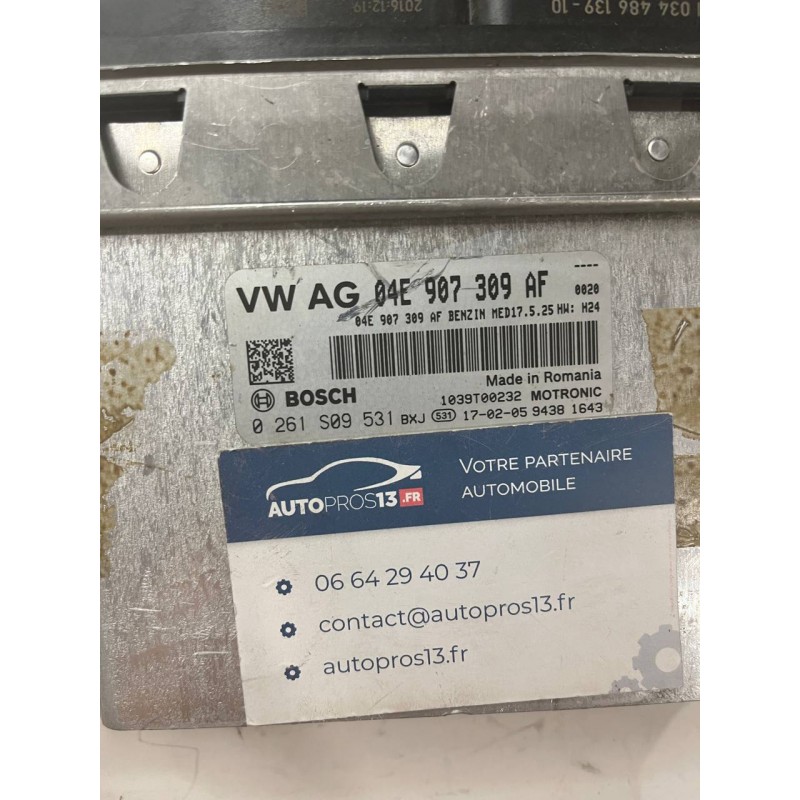 2016:12:19
034 486 139-10
VW AG 04E 907 309 AF
----
0020
04E 907 309 AF BENZIN MED17.5.25 HW: H24
Made in Romania
BOSCH
1039T00232 MOTRONIC
0 261 S09 531 BXJ 531 17-02-05 9438 1643
AUTOPROS13.FR
VOTRE PARTENAIRE
AUTOMOBILE
06 64 29 40 37
contact@autopros13.fr
autopros13.fr